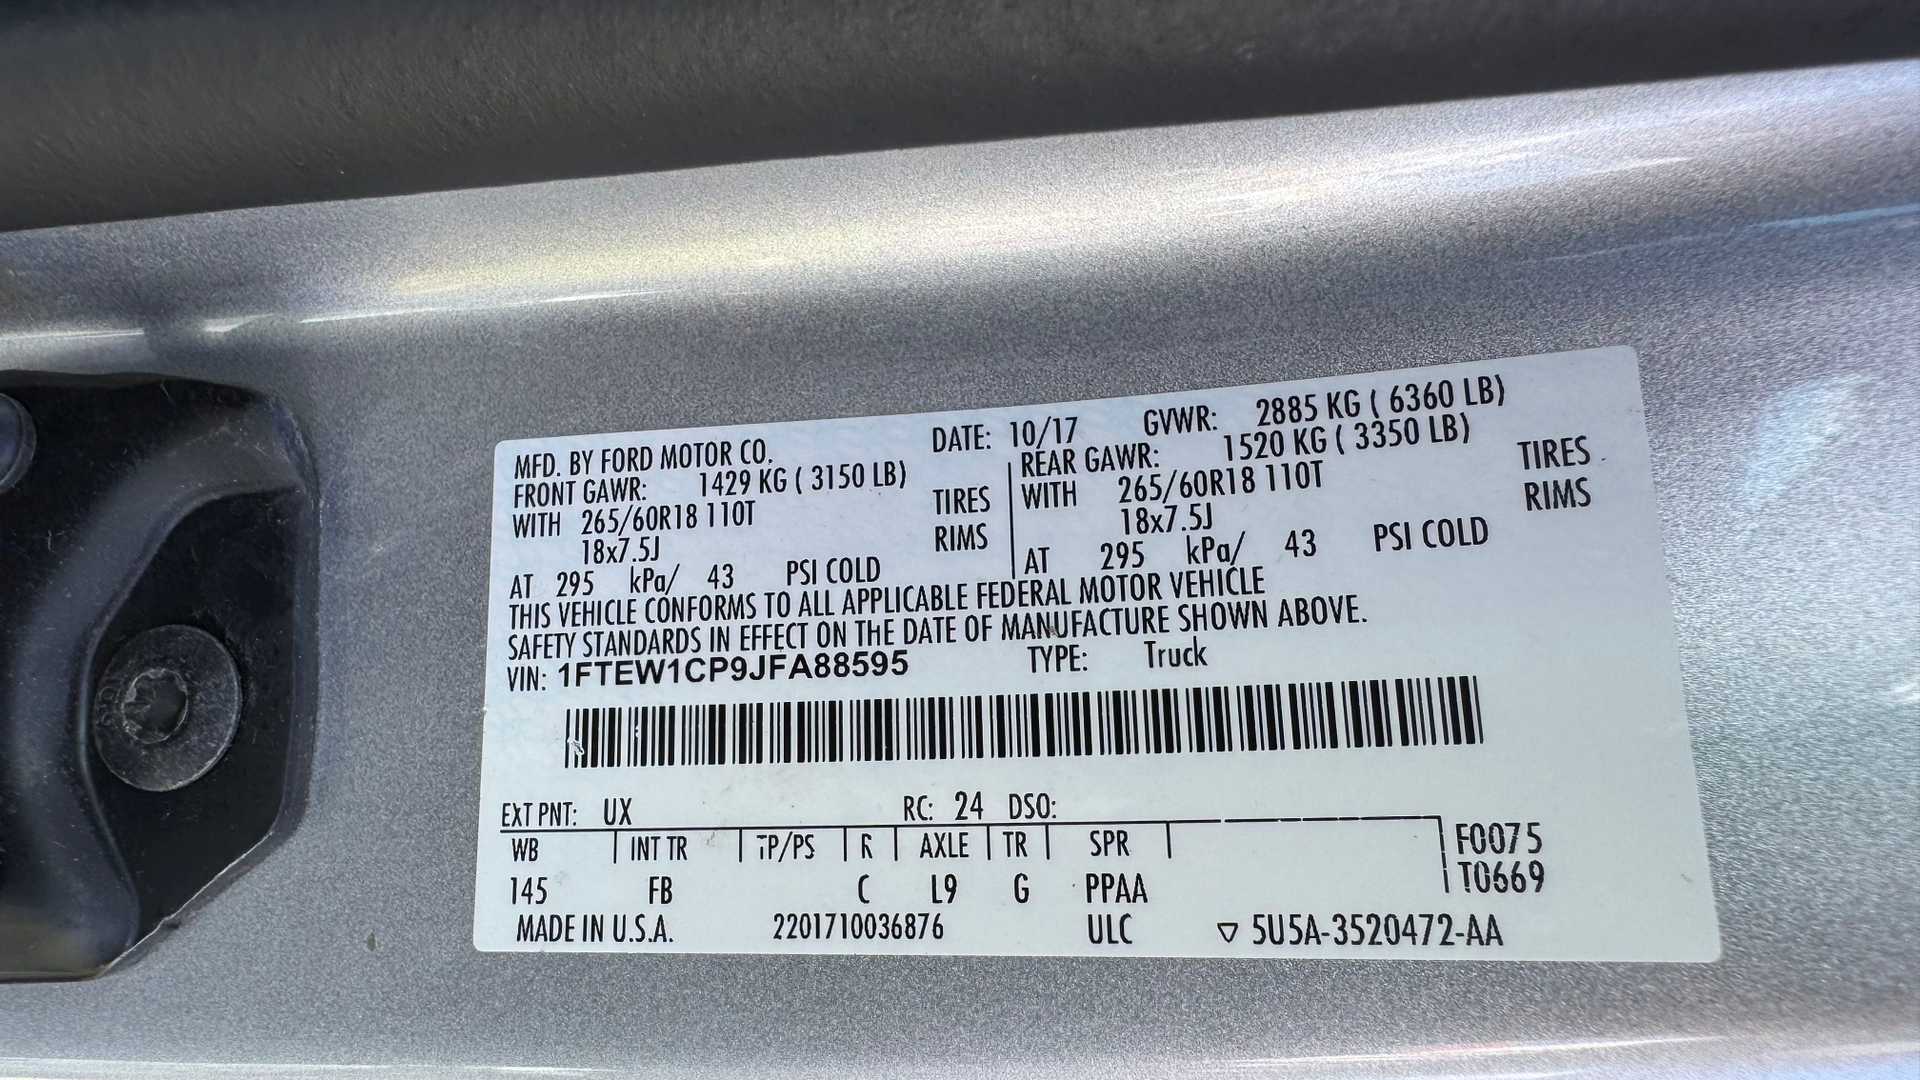 MFD. BY FORD MOTOR CO. DATE: 10/17 GVWR: 2885 KG ( 6360 LB)
FRONT GAWR: 1429 KG ( 3150 LB) REAR GAWR: 1520 KG ( 3350 LB)
WITH 265/60R18 110T TIRES WITH 265/60R18 110T TIRES
18x7.5J RIMS 18x7.5J RIMS
AT 295 kPa/ 43 PSI COLD AT 295 kPa/ 43 PSI COLD
THIS VEHICLE CONFORMS TO ALL APPLICABLE FEDERAL MOTOR VEHICLE
SAFETY STANDARDS IN EFFECT ON THE DATE OF MANUFACTURE SHOWN ABOVE.
VIN: 1FTEW1CP9JFA88595 TYPE: Truck
EXT PNT: UX RC: 24 DSO:
WB INT TR TP/PS R AXLE TR SPR F0075
145 FB C L9 G PPAA T0669
MADE IN U.S.A. 2201710036876 ULC ▽ 5U5A-3520472-AA